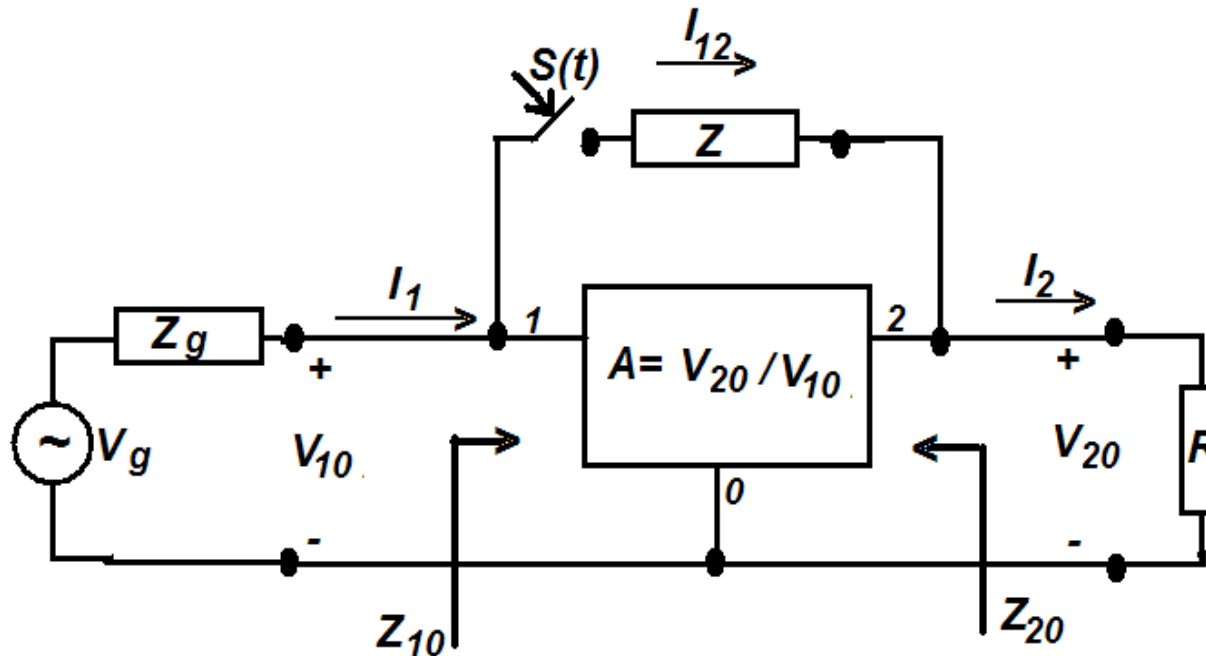 I12
S(t)
Z
I1
I2
Zg
1
2
+
A= V20 /V10
+
~
Vg
V10
V20
R
0
-
-
Z10
Z20